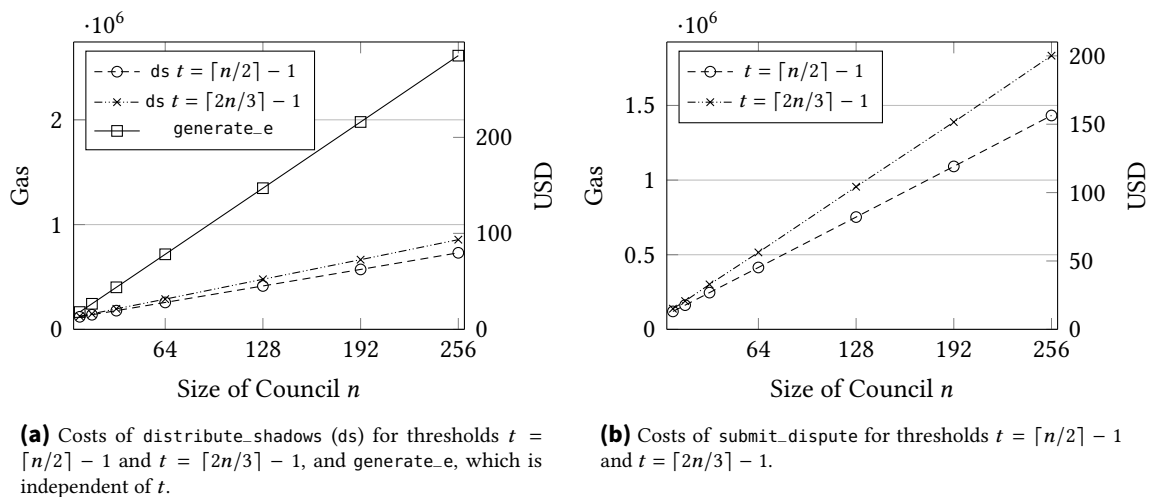 ·10⁶
ds t = ⌈n/2⌉ − 1
ds t = ⌈2n/3⌉ − 1
generate_e
2
1
0
Gas
200
100
0
USD
64 128 192 256
Size of Council n
(a) Costs of distribute_shadows (ds) for thresholds t =
⌈n/2⌉ − 1 and t = ⌈2n/3⌉ − 1, and generate_e, which is
independent of t.
·10⁶
t = ⌈n/2⌉ − 1
t = ⌈2n/3⌉ − 1
1.5
1
0.5
0
Gas
200
150
100
50
0
USD
64 128 192 256
Size of Council n
(b) Costs of submit_dispute for thresholds t = ⌈n/2⌉ − 1
and t = ⌈2n/3⌉ − 1.